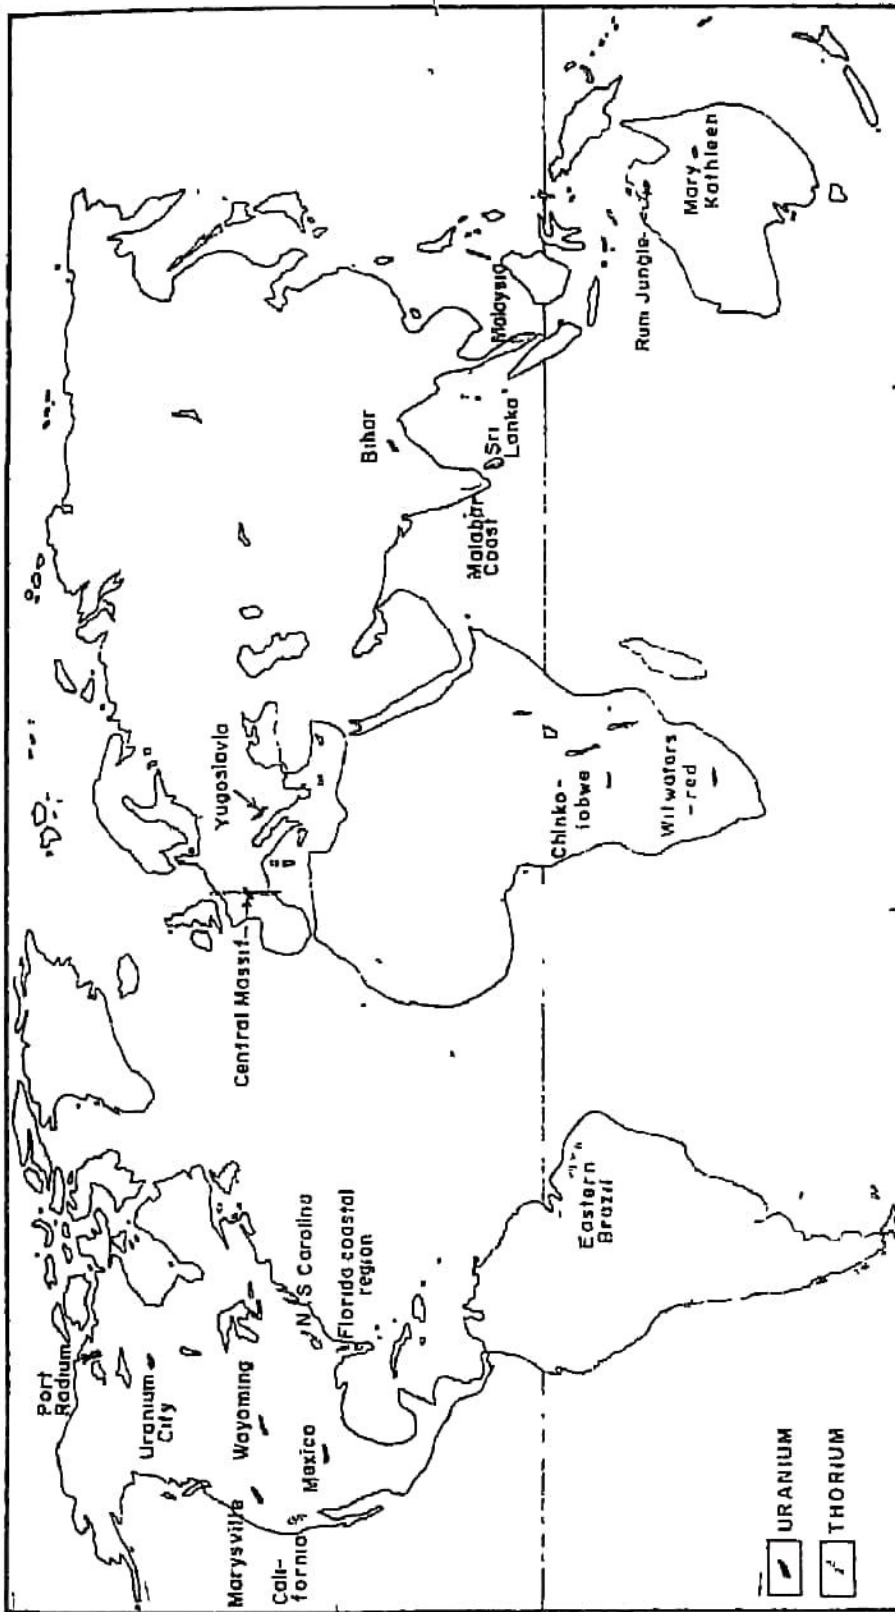 Port
Radium
Uranium
City
Wayoming
Marysville
Cali-
fornia
Mexico
N/S Carolina
Florida coastal
region
Central Massif
Yugoslavia
Bihar
Malabar
Coast
Sri
Lanka
Malaysia
Eastern
Brazil
Chinko-
lobwe
Witwaters
-red
Rum Jungle
Mary
Kathleen
URANIUM
THORIUM